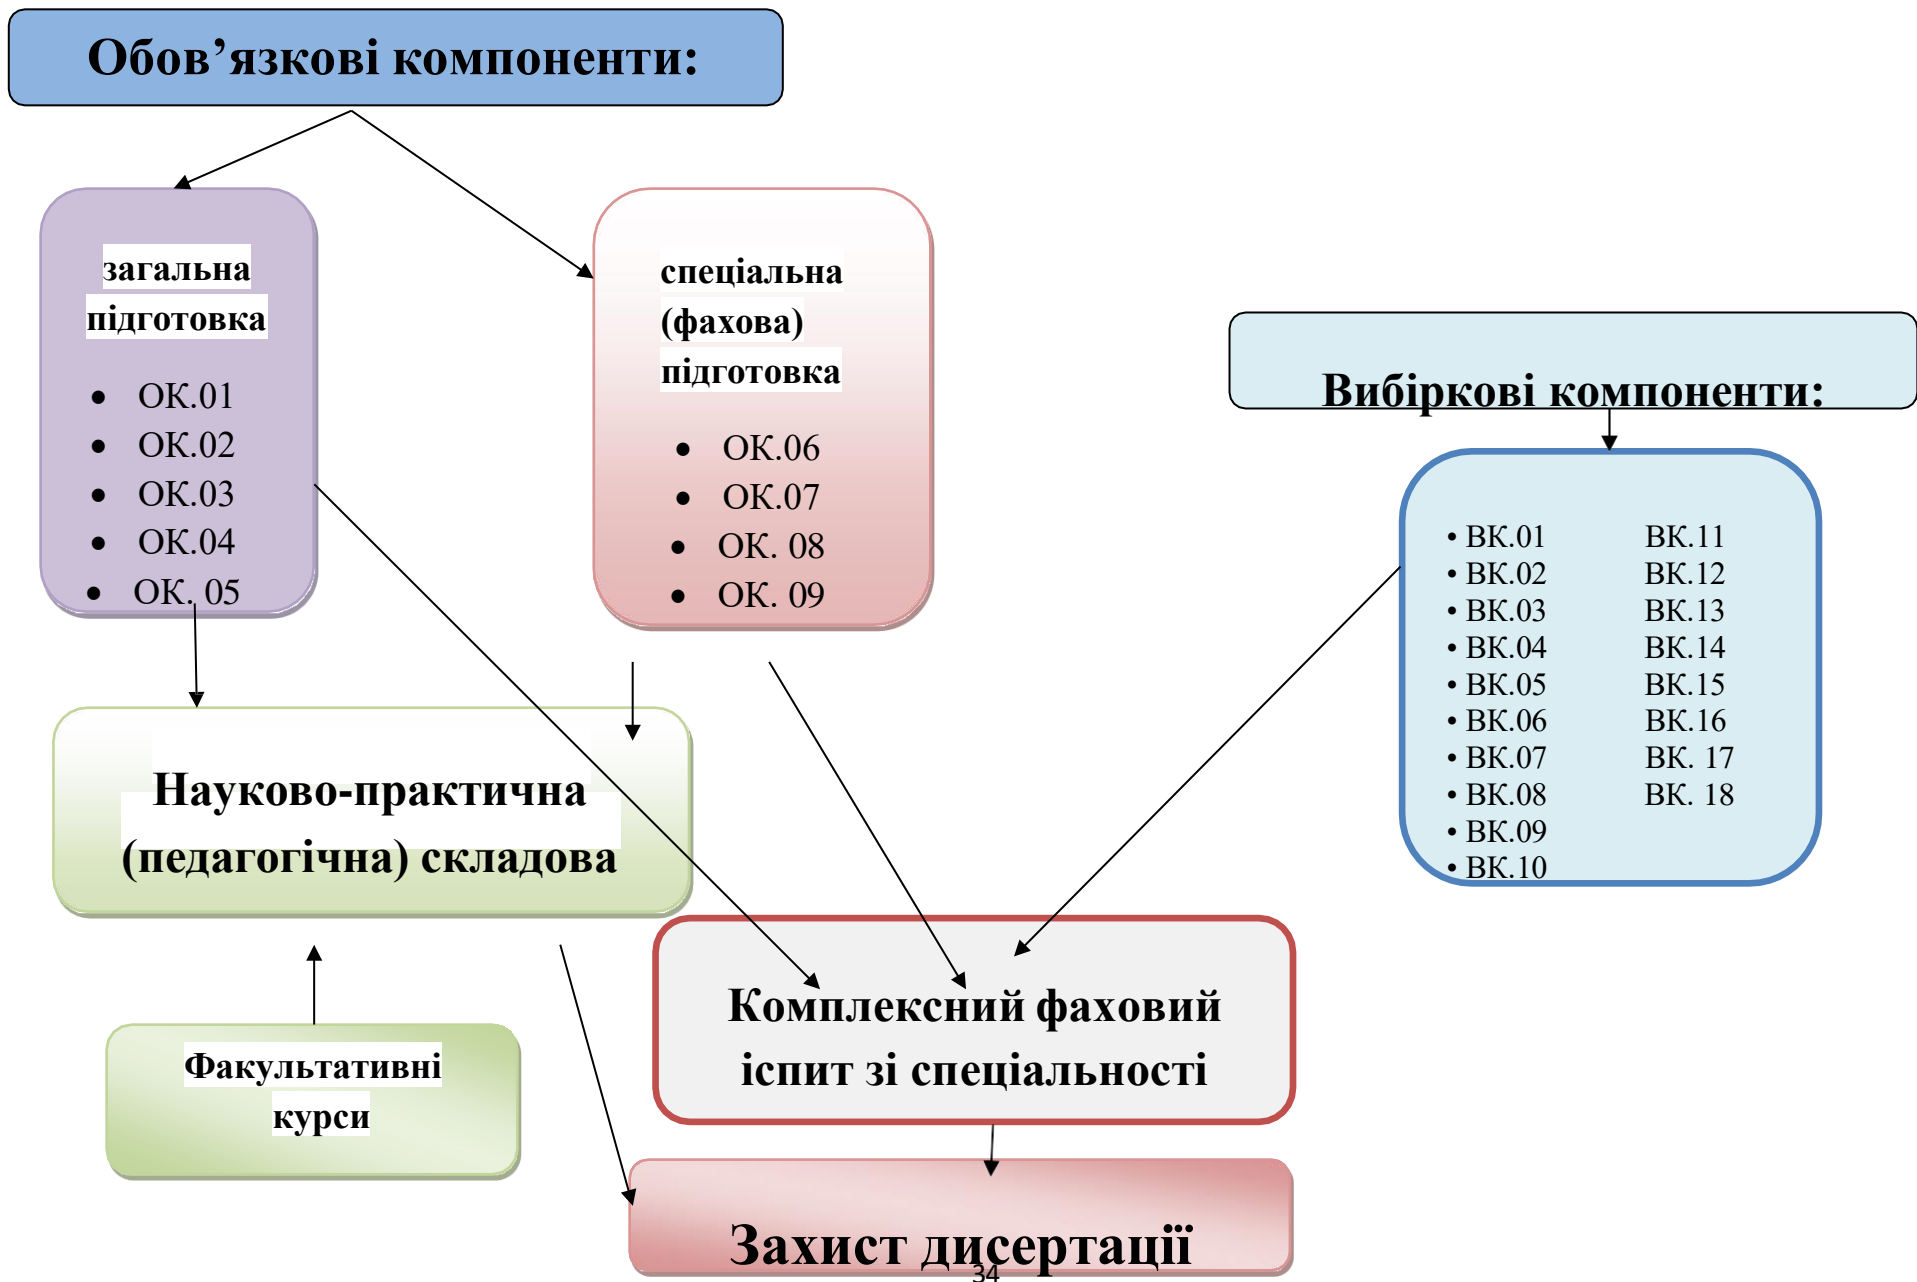 Обов’язкові компоненти:
загальна
підготовка
• ОК.01
• ОК.02
• ОК.03
• ОК.04
• ОК. 05
спеціальна
(фахова)
підготовка
• ОК.06
• ОК.07
• ОК. 08
• ОК. 09
Вибіркові компоненти:
• ВК.01
• ВК.02
• ВК.03
• ВК.04
• ВК.05
• ВК.06
• ВК.07
• ВК.08
• ВК.09
• ВК.10
ВК.11
ВК.12
ВК.13
ВК.14
ВК.15
ВК.16
ВК. 17
ВК. 18
Науково-практична
(педагогічна) складова
Факультативні
курси
Комплексний фаховий
іспит зі спеціальності
Захист дисертації
34